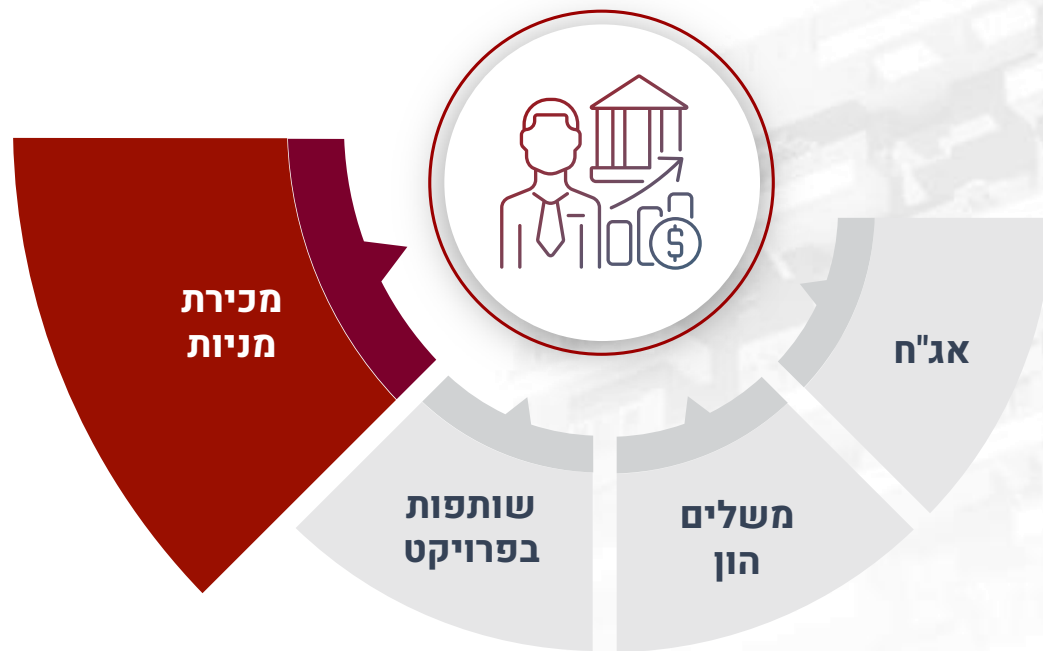 אג"ח
משלים
הון
שותפות
בפרויקט
מכירת
מניות
$